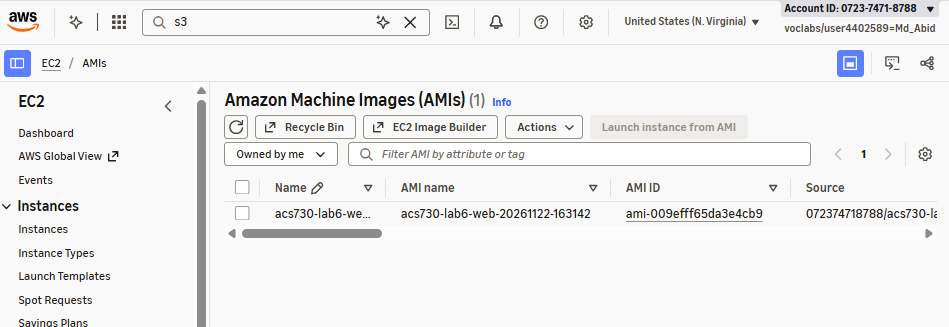 aws
s3
United States (N. Virginia)
Account ID: 0723-7471-8788
voclabs/user4402589=Md_Abid
EC2 / AMIs
EC2
Dashboard
AWS Global View
Events
Instances
Instances
Instance Types
Launch Templates
Spot Requests
Savings Plans
Amazon Machine Images (AMIs) (1) Info
Recycle Bin
EC2 Image Builder
Actions
Launch instance from AMI
Owned by me
Filter AMI by attribute or tag
1
Name
AMI name
AMI ID
Source
acs730-lab6-we...
acs730-lab6-web-20261122-163142
ami-009efff65da3e4cb9
072374718788/acs730-la